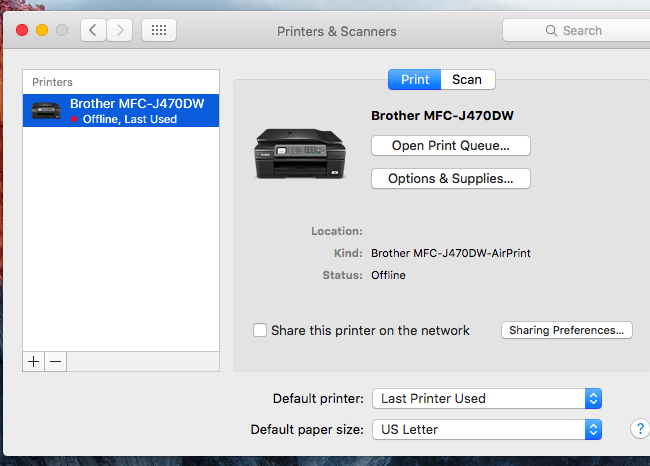 Printers & Scanners
Search
Printers
Brother MFC-J470DW
Offline, Last Used
Print
Scan
Brother MFC-J470DW
Open Print Queue...
Options & Supplies...
Location:
Kind: Brother MFC-J470DW-AirPrint
Status: Offline
Share this printer on the network
Sharing Preferences...
+ −
Default printer: Last Printer Used
Default paper size: US Letter
?